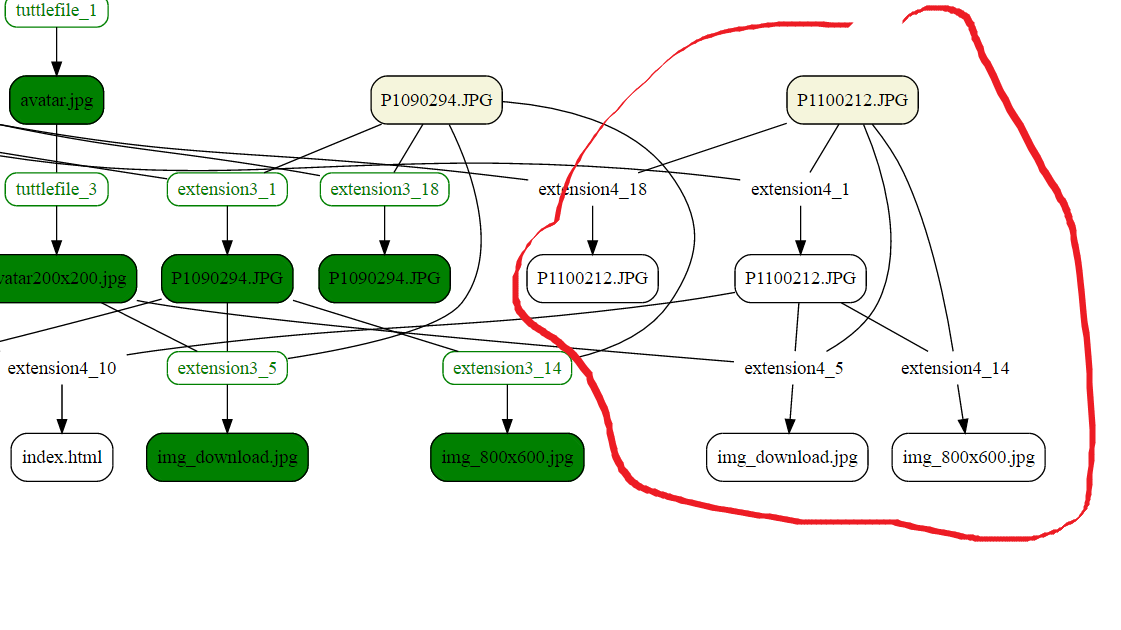 tuttlefile_1
avatar.jpg
P1090294.JPG
P1100212.JPG
tuttlefile_3
extension3_1
extension3_18
extension4_18
extension4_1
vatar200x200.jpg
P1090294.JPG
P1090294.JPG
P1100212.JPG
P1100212.JPG
extension4_10
extension3_5
extension3_14
extension4_5
extension4_14
index.html
img_download.jpg
img_800x600.jpg
img_download.jpg
img_800x600.jpg